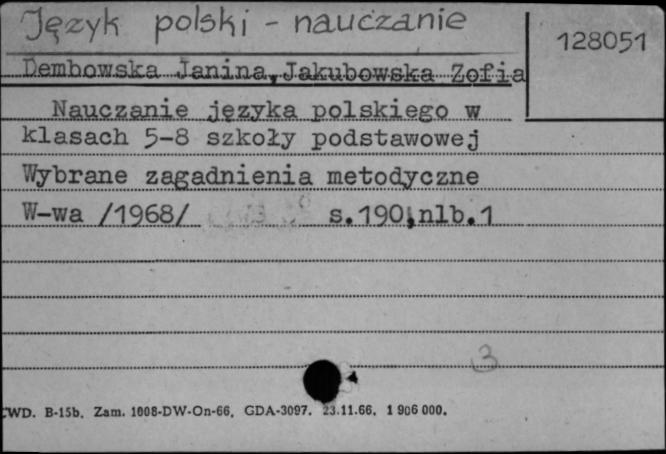 Język polski - nauczanie
128051
Dembowska Janina, Jakubowska Zofia
Nauczanie języka polskiego w
klasach 5-8 szkoły podstawowej
Wybrane zagadnienia metodyczne
W-wa /1968/ s.190,nlb.1
3
WD. B-15b. Zam. 1008-DW-On-66, GDA-3097. 23.11.66. 1 906 000.